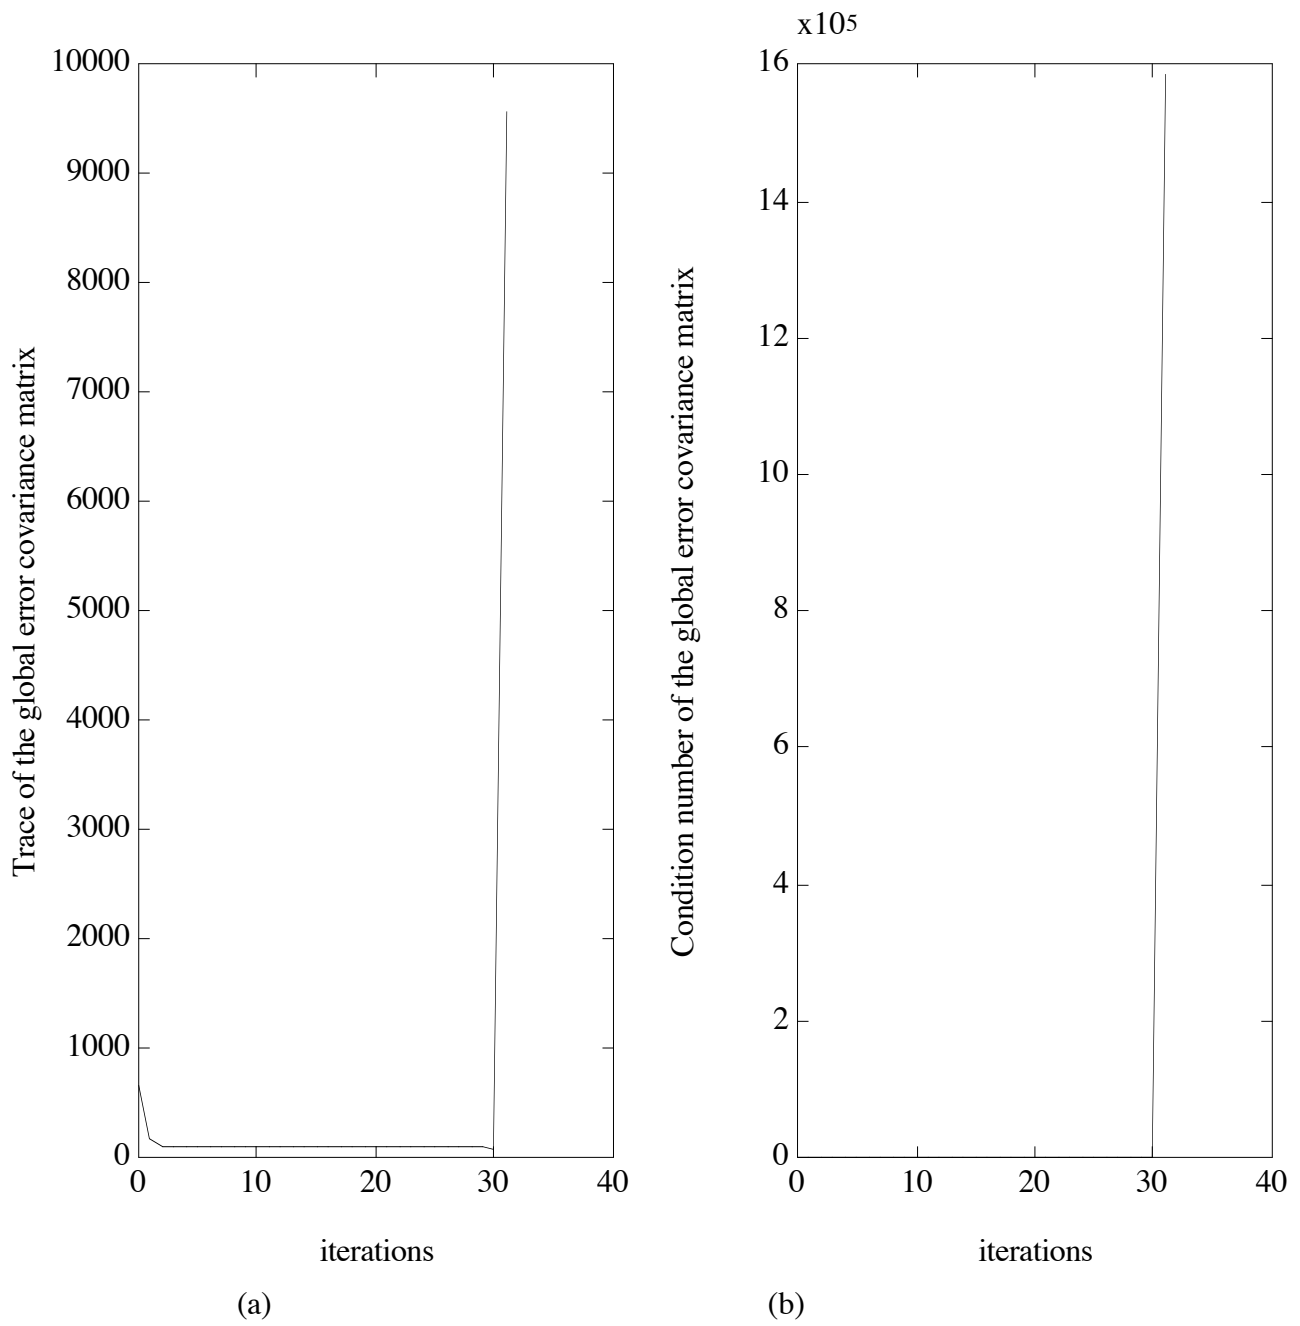 x105
10000
9000
8000
7000
6000
5000
4000
3000
2000
1000
0
0 10 20 30 40
Trace of the global error covariance matrix
iterations
(a)
16
14
12
10
8
6
4
2
0
0 10 20 30 40
Condition number of the global error covariance matrix
iterations
(b)